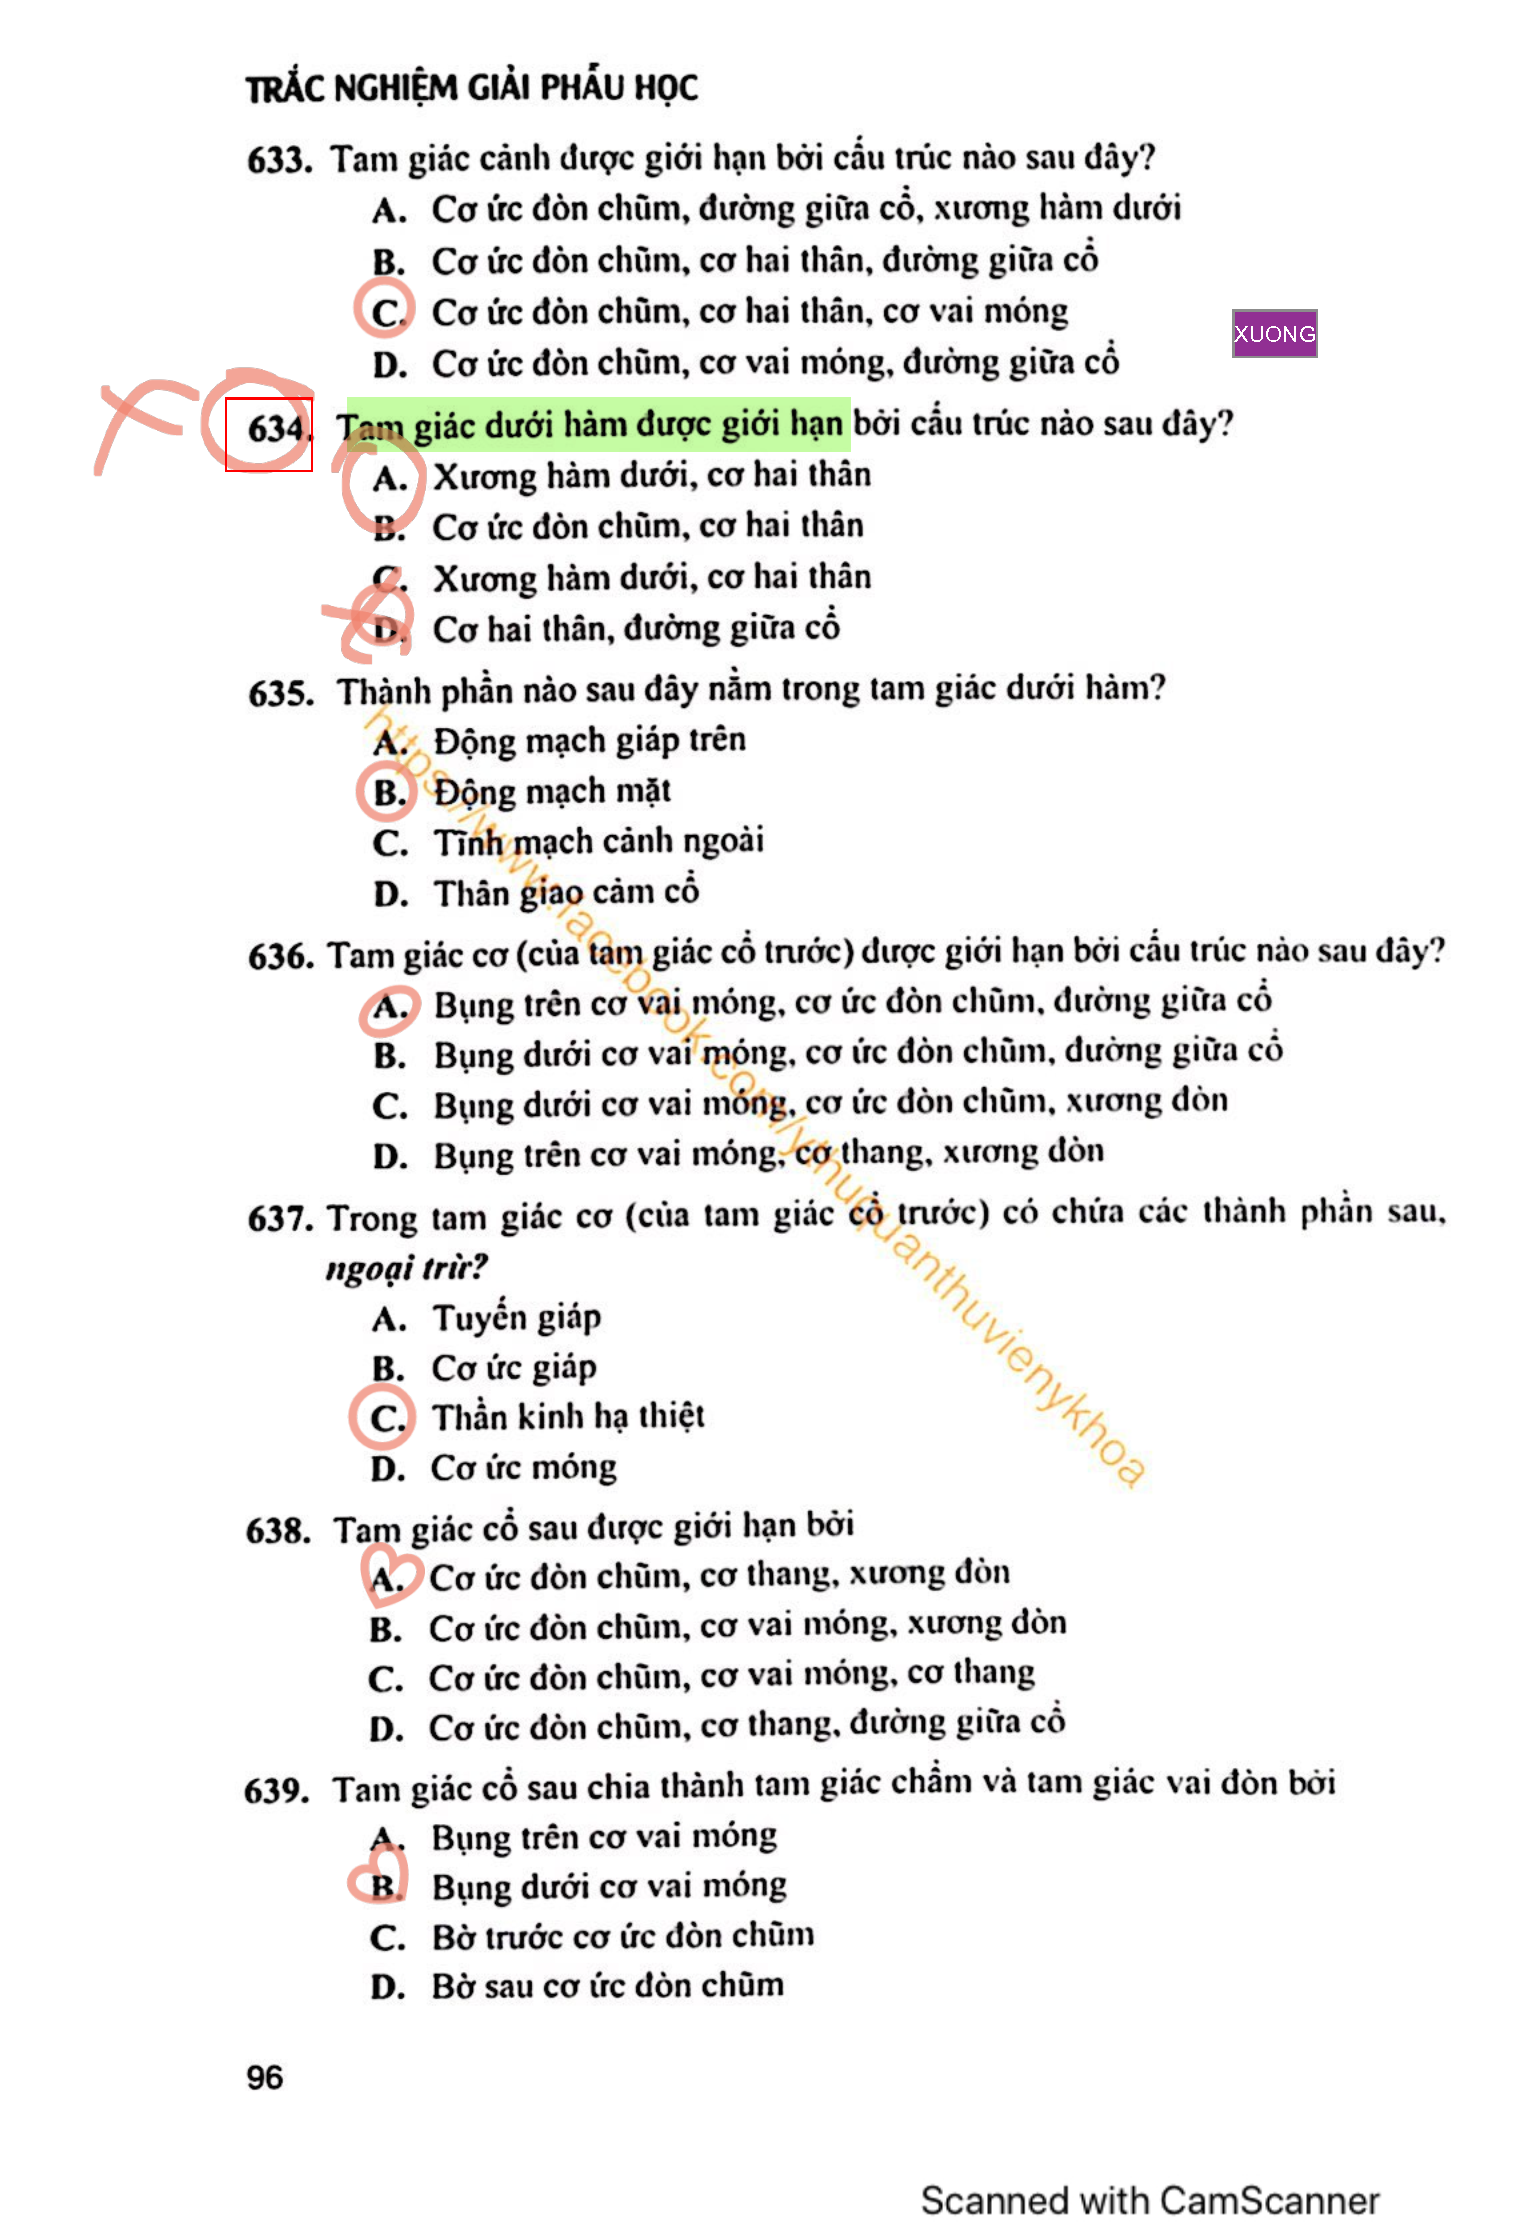 TRẮC NGHIỆM GIẢI PHẪU HỌC
633. Tam giác cảnh được giới hạn bởi cấu trúc nào sau đây?
A. Cơ ức đòn chũm, đường giữa cổ, xương hàm dưới
B. Cơ ức đòn chũm, cơ hai thân, đường giữa cổ
C. Cơ ức đòn chũm, cơ hai thân, cơ vai móng
XUONG
D. Cơ ức đòn chũm, cơ vai móng, đường giữa cổ
634. Tam giác dưới hàm được giới hạn bởi cấu trúc nào sau đây?
A. Xương hàm dưới, cơ hai thân
B. Cơ ức đòn chũm, cơ hai thân
C. Xương hàm dưới, cơ hai thân
D. Cơ hai thân, đường giữa cổ
635. Thành phần nào sau đây nằm trong tam giác dưới hàm?
A. Động mạch giáp trên
B. Động mạch mặt
C. Tĩnh mạch cảnh ngoài
D. Thân giao cảm cổ
https://www.facebook.com/ythuquanthuvienykhoa
636. Tam giác cơ (của tam giác cổ trước) được giới hạn bởi cấu trúc nào sau đây?
A. Bụng trên cơ vai móng, cơ ức đòn chũm, đường giữa cổ
B. Bụng dưới cơ vai móng, cơ ức đòn chũm, đường giữa cổ
C. Bụng dưới cơ vai móng, cơ ức đòn chũm, xương đòn
D. Bụng trên cơ vai móng, cơ thang, xương đòn
637. Trong tam giác cơ (của tam giác cổ trước) có chứa các thành phần sau,
ngoại trừ?
A. Tuyến giáp
B. Cơ ức giáp
C. Thần kinh hạ thiệt
D. Cơ ức móng
638. Tam giác cổ sau được giới hạn bởi
A. Cơ ức đòn chũm, cơ thang, xương đòn
B. Cơ ức đòn chũm, cơ vai móng, xương đòn
C. Cơ ức đòn chũm, cơ vai móng, cơ thang
D. Cơ ức đòn chũm, cơ thang, đường giữa cổ
639. Tam giác cổ sau chia thành tam giác chẩm và tam giác vai đòn bởi
A. Bụng trên cơ vai móng
B. Bụng dưới cơ vai móng
C. Bờ trước cơ ức đòn chũm
D. Bờ sau cơ ức đòn chũm
96
Scanned with CamScanner